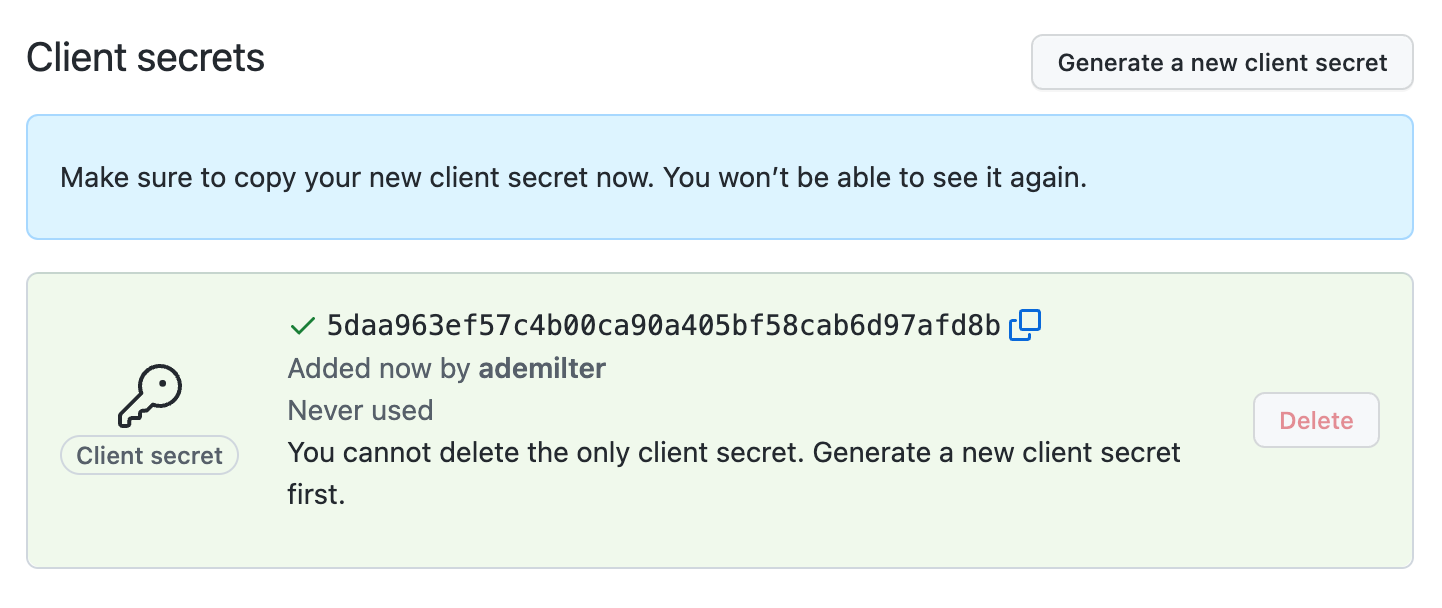 Client secrets
Generate a new client secret
Make sure to copy your new client secret now. You won’t be able to see it again.
5daa963ef57c4b00ca90a405bf58cab6d97afd8b
Added now by ademilter
Never used
Client secret
You cannot delete the only client secret. Generate a new client secret
first.
Delete